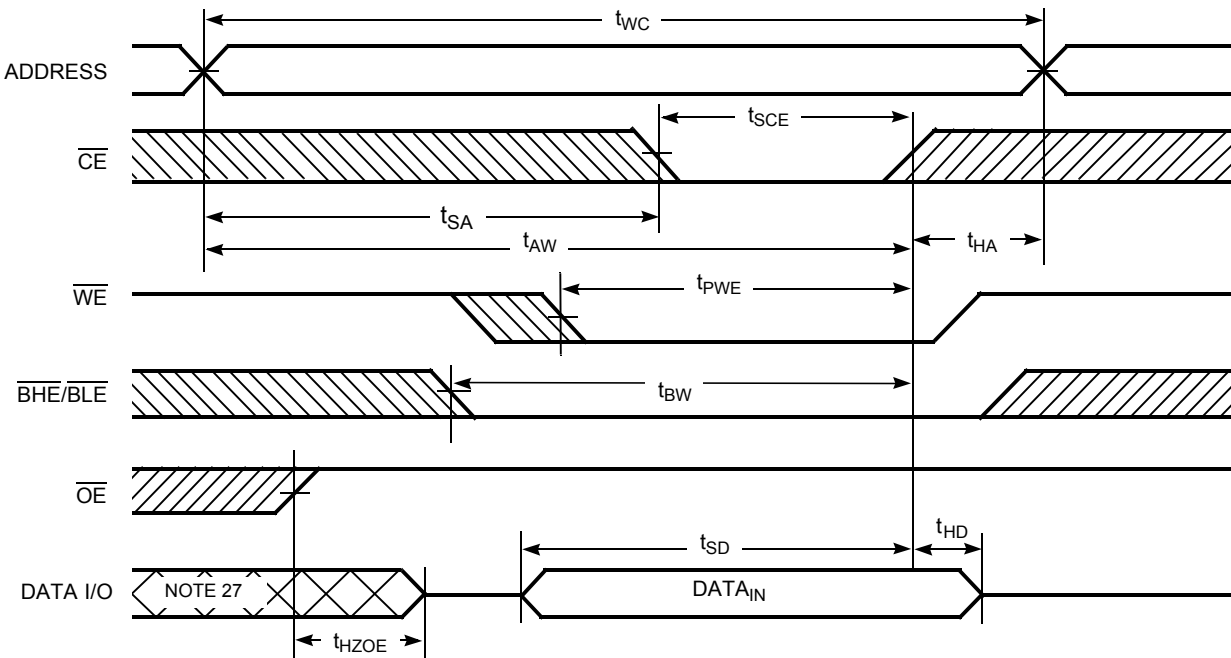 tWC
ADDRESS
tSCE
CE
tSA
tAW
tHA
WE
tPWE
BHE/BLE
tBW
OE
tSD
tHD
DATA I/O
NOTE 27
DATAIN
tHZOE